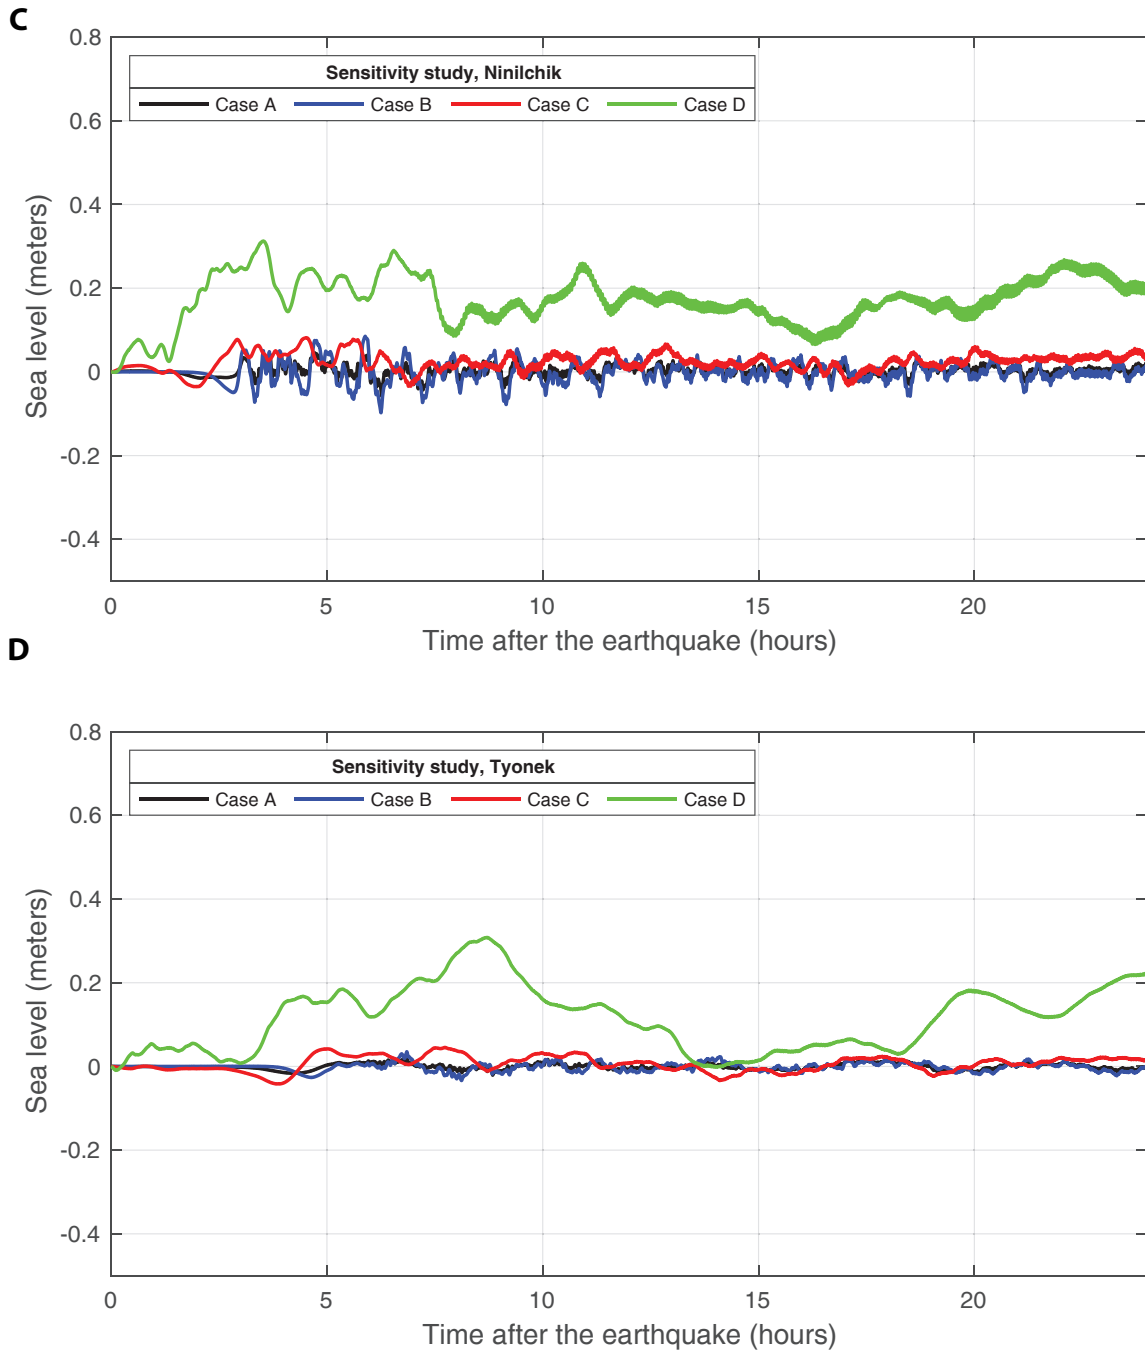 C
0.8
0.6
0.4
0.2
0
-0.2
-0.4
Sea level (meters)
Sensitivity study, Ninilchik
Case A Case B Case C Case D
0 5 10 15 20
Time after the earthquake (hours)
D
0.8
0.6
0.4
0.2
0
-0.2
-0.4
Sea level (meters)
Sensitivity study, Tyonek
Case A Case B Case C Case D
0 5 10 15 20
Time after the earthquake (hours)